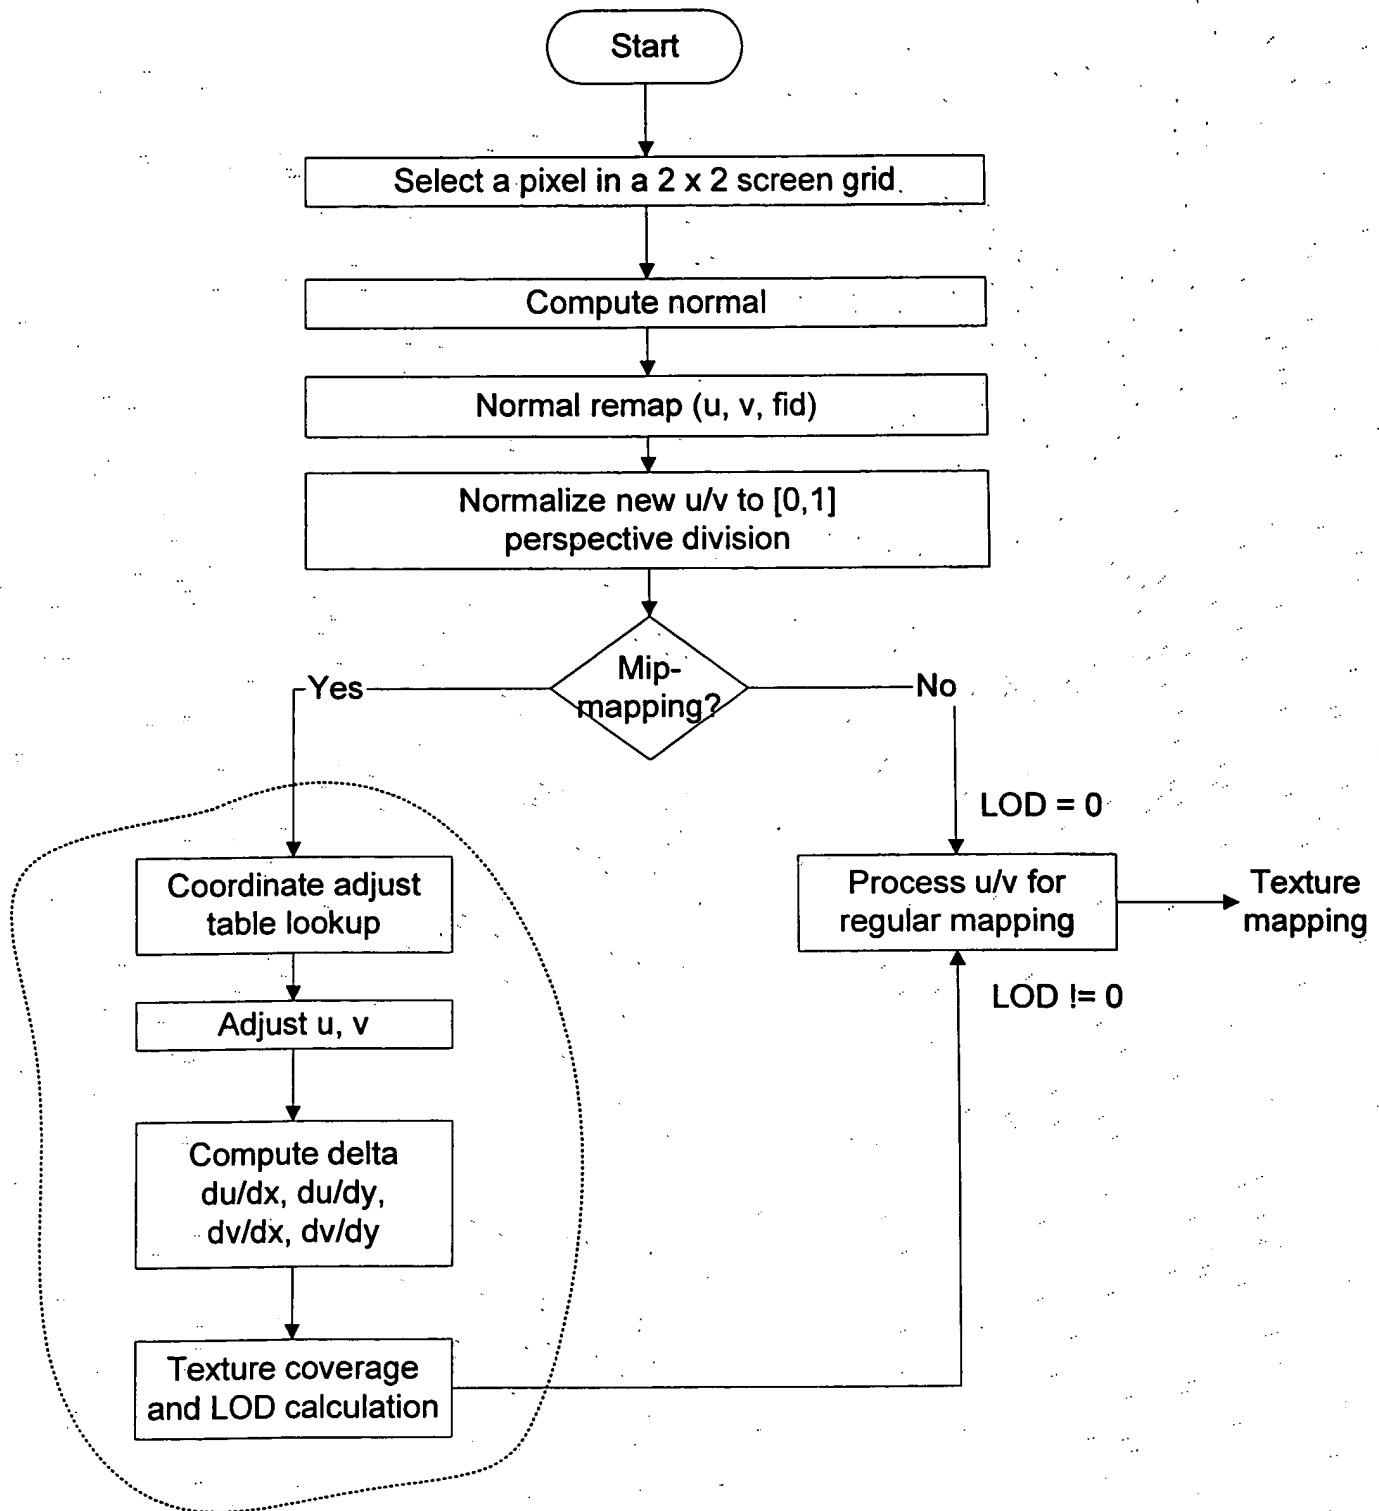 Start
Select a pixel in a 2 x 2 screen grid
Compute normal
Normal remap (u, v, fid)
Normalize new u/v to [0,1]
perspective division
Mip-
mapping?
Yes
No
LOD = 0
Coordinate adjust
table lookup
Process u/v for
regular mapping
Texture
mapping
LOD != 0
Adjust u, v
Compute delta
du/dx, du/dy,
dv/dx, dv/dy
Texture coverage
and LOD calculation